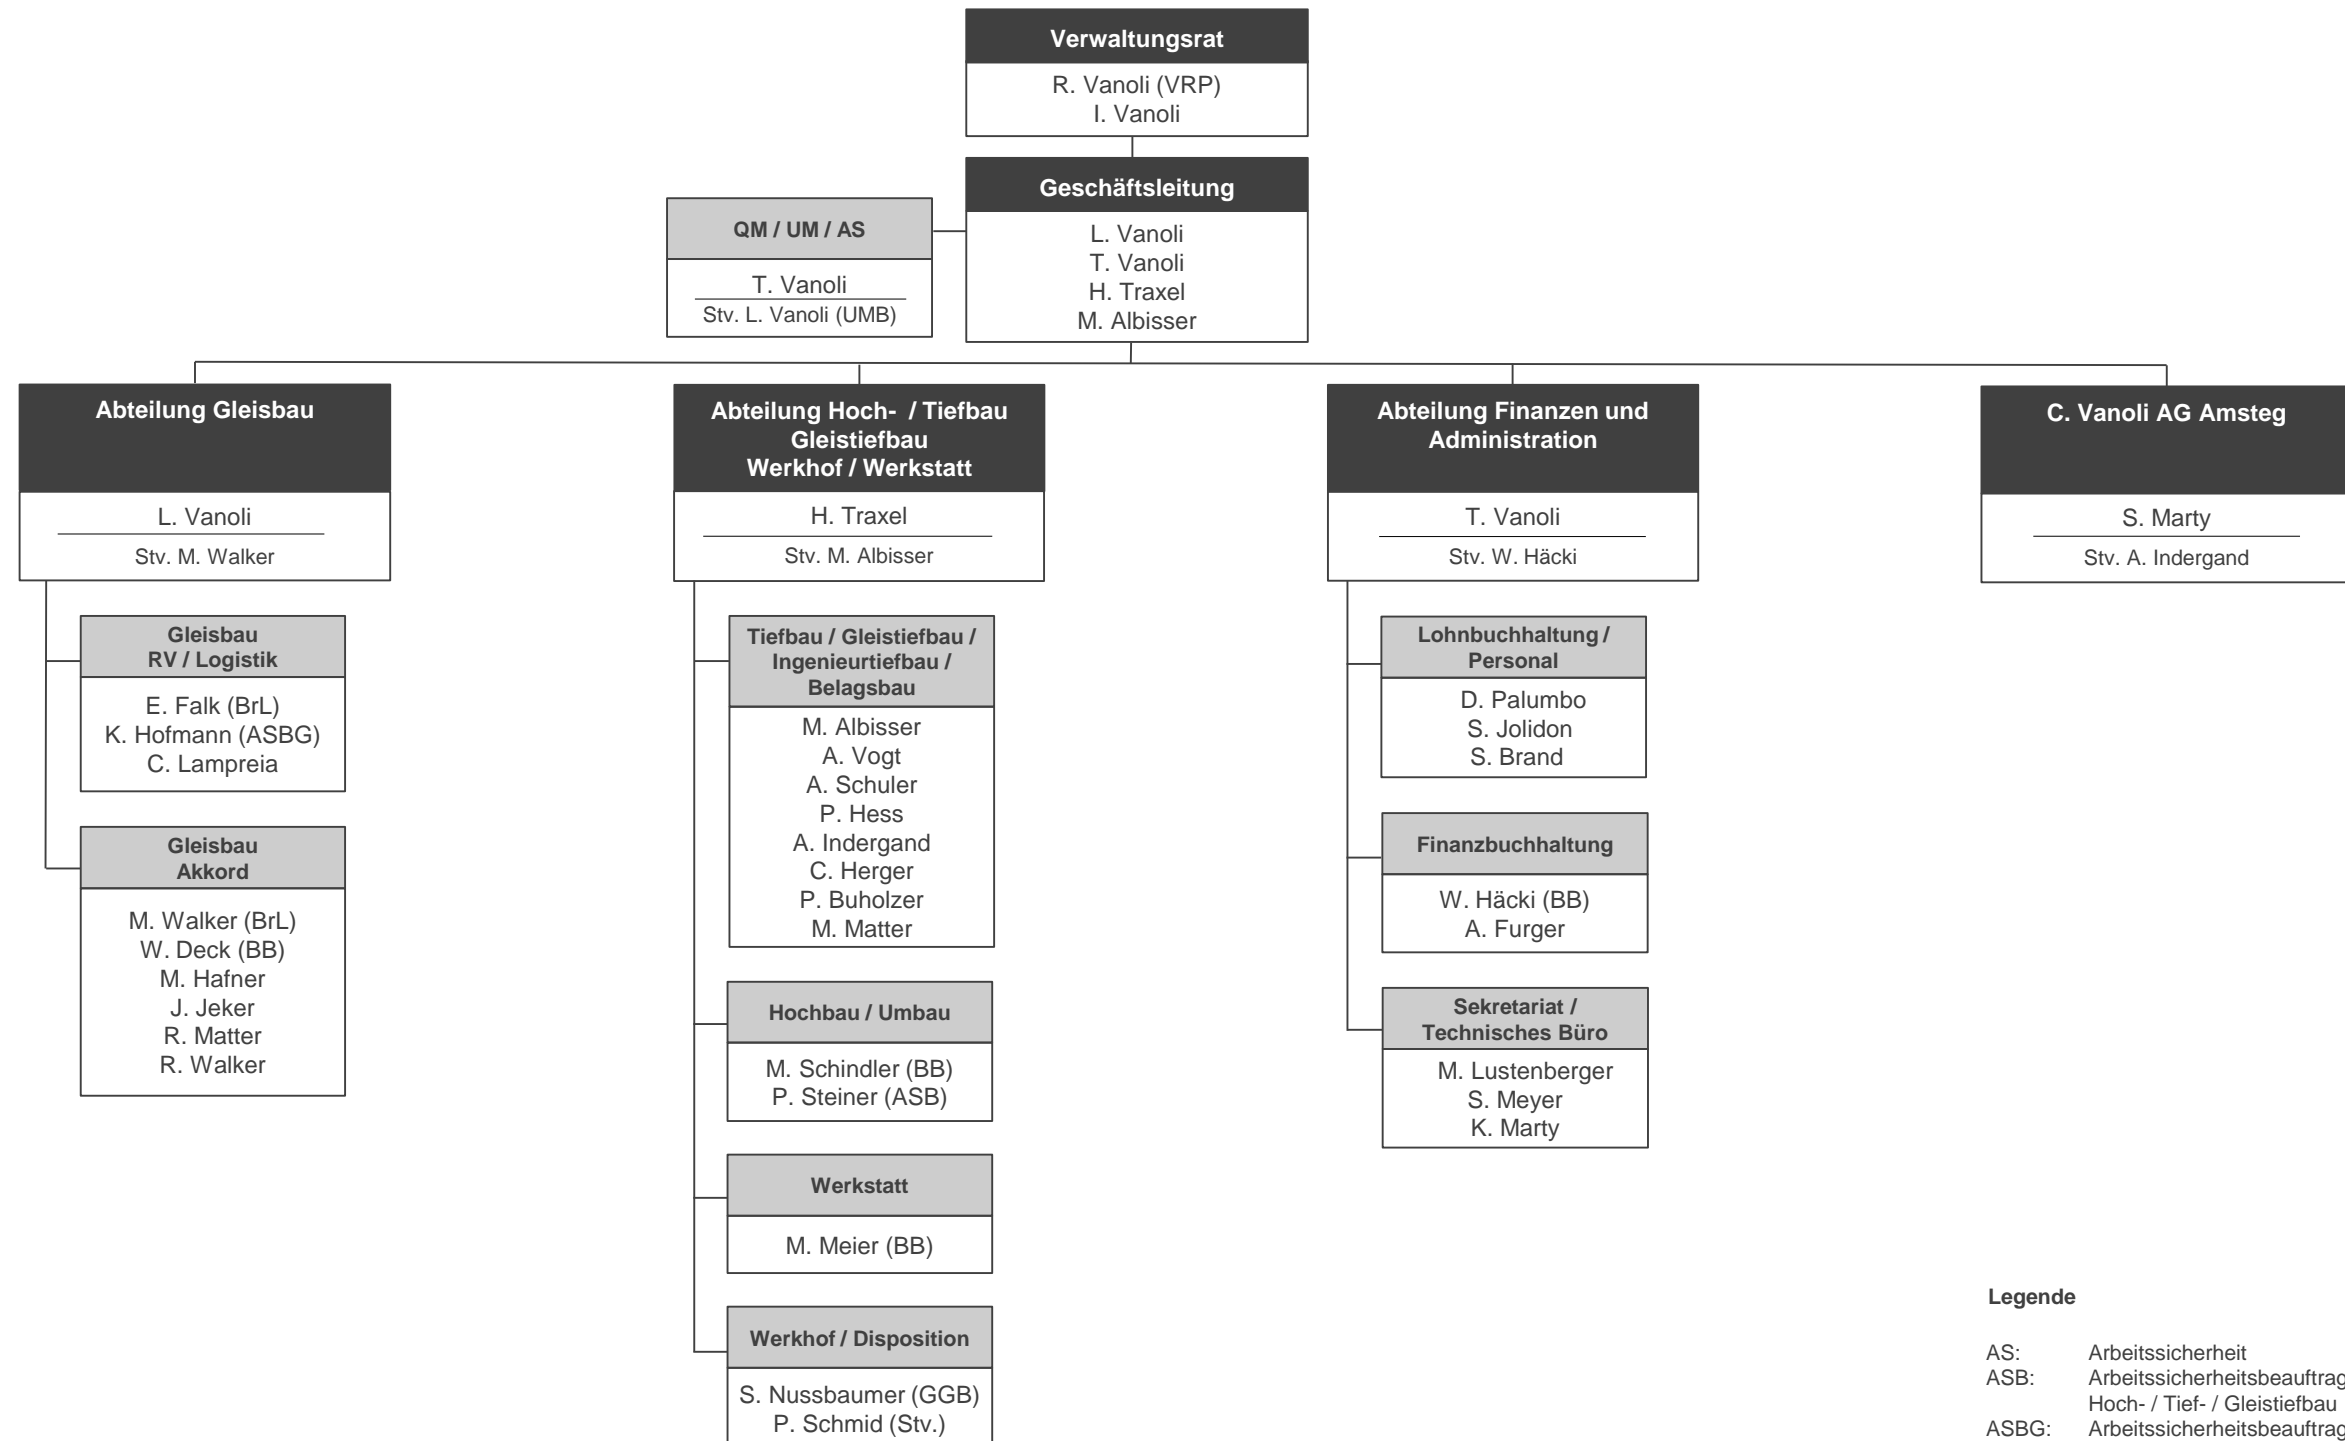 Verwaltungsrat
R. Vanoli (VRP)
I. Vanoli
Geschäftsleitung
L. Vanoli
T. Vanoli
H. Traxel
M. Albisser
QM / UM / AS
T. Vanoli
Stv. L. Vanoli (UMB)
Abteilung Gleisbau
L. Vanoli
Stv. M. Walker
Gleisbau
RV / Logistik
E. Falk (BrL)
K. Hofmann (ASBG)
C. Lampreia
Gleisbau
Akkord
M. Walker (BrL)
W. Deck (BB)
M. Hafner
J. Jeker
R. Matter
R. Walker
Abteilung Hoch- / Tiefbau
Gleistiefbau
Werkhof / Werkstatt
H. Traxel
Stv. M. Albisser
Tiefbau / Gleistiefbau /
Ingenieurtiefbau /
Belagsbau
M. Albisser
A. Vogt
A. Schuler
P. Hess
A. Indergand
C. Herger
P. Buholzer
M. Matter
Hochbau / Umbau
M. Schindler (BB)
P. Steiner (ASB)
Werkstatt
M. Meier (BB)
Werkhof / Disposition
S. Nussbaumer (GGB)
P. Schmid (Stv.)
Abteilung Finanzen und
Administration
T. Vanoli
Stv. W. Häcki
Lohnbuchhaltung /
Personal
D. Palumbo
S. Jolidon
S. Brand
Finanzbuchhaltung
W. Häcki (BB)
A. Furger
Sekretariat /
Technisches Büro
M. Lustenberger
S. Meyer
K. Marty
C. Vanoli AG Amsteg
S. Marty
Stv. A. Indergand
Legende
AS: Arbeitssicherheit
ASB: Arbeitssicherheitsbeauftrag
Hoch- / Tief- / Gleistiefbau
ASBG: Arbeitssicherheitsbeauftrag